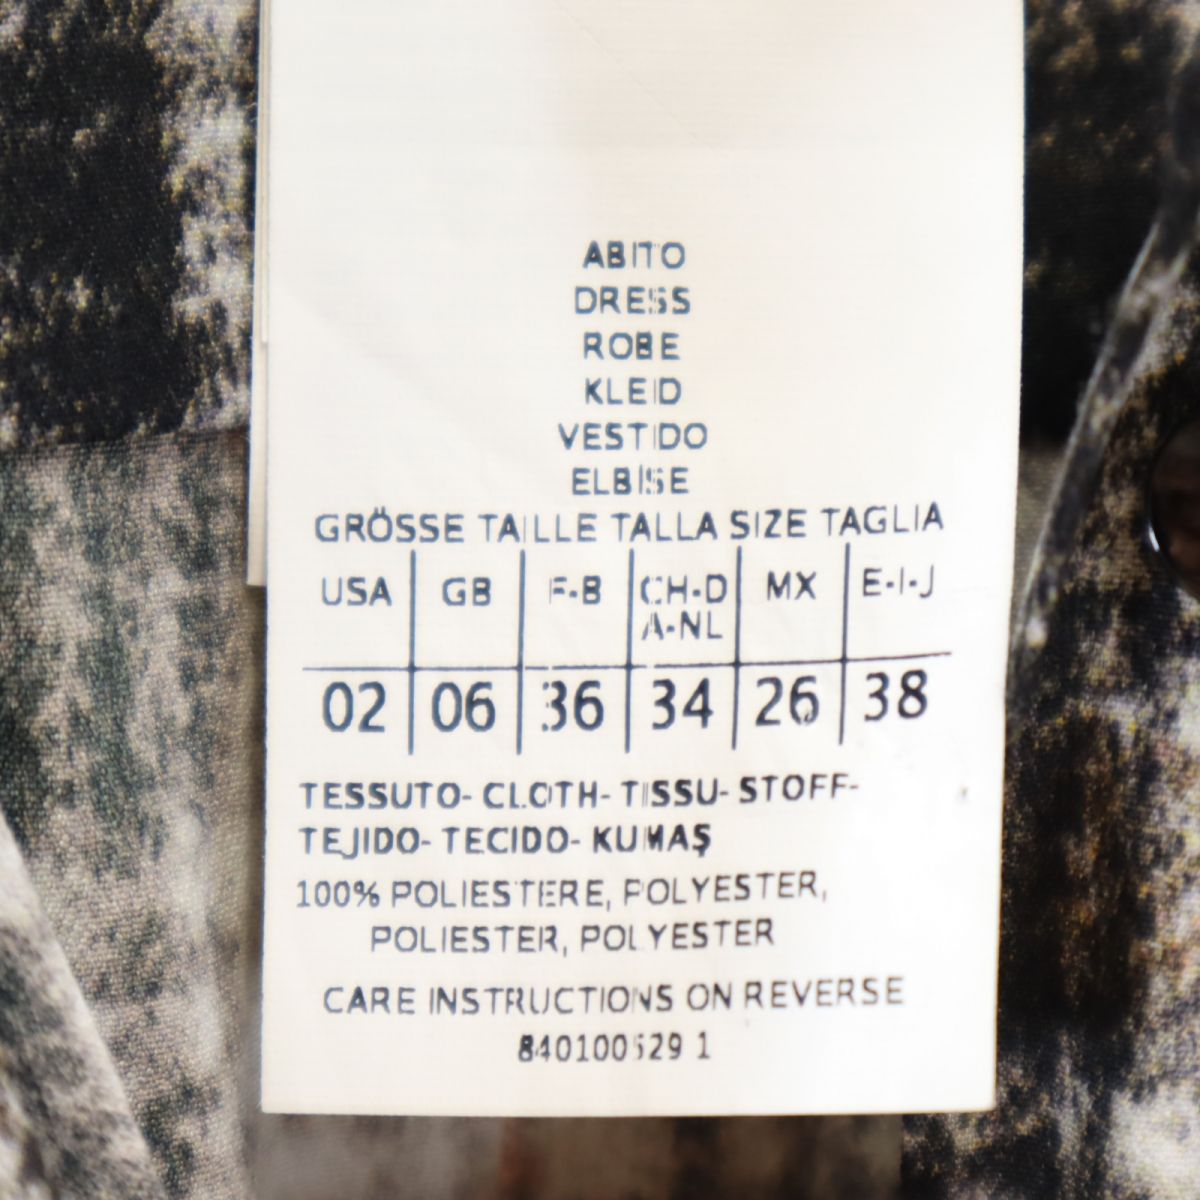 ABITO
DRESS
ROBE
KLEID
VESTIDO
ELBİSE
GRÖSSE TAILLE TALLA SIZE TAGLIA
USA GB F-B CH-D MX E-I-J
A-NL
02 06 36 34 26 38
TESSUTO- CLOTH- TISSU- STOFF-
TEJIDO- TECIDO- KUMAŞ
100% POLIESTERE, POLYESTER,
POLIESTER, POLYESTER
CARE INSTRUCTIONS ON REVERSE
840100529 1